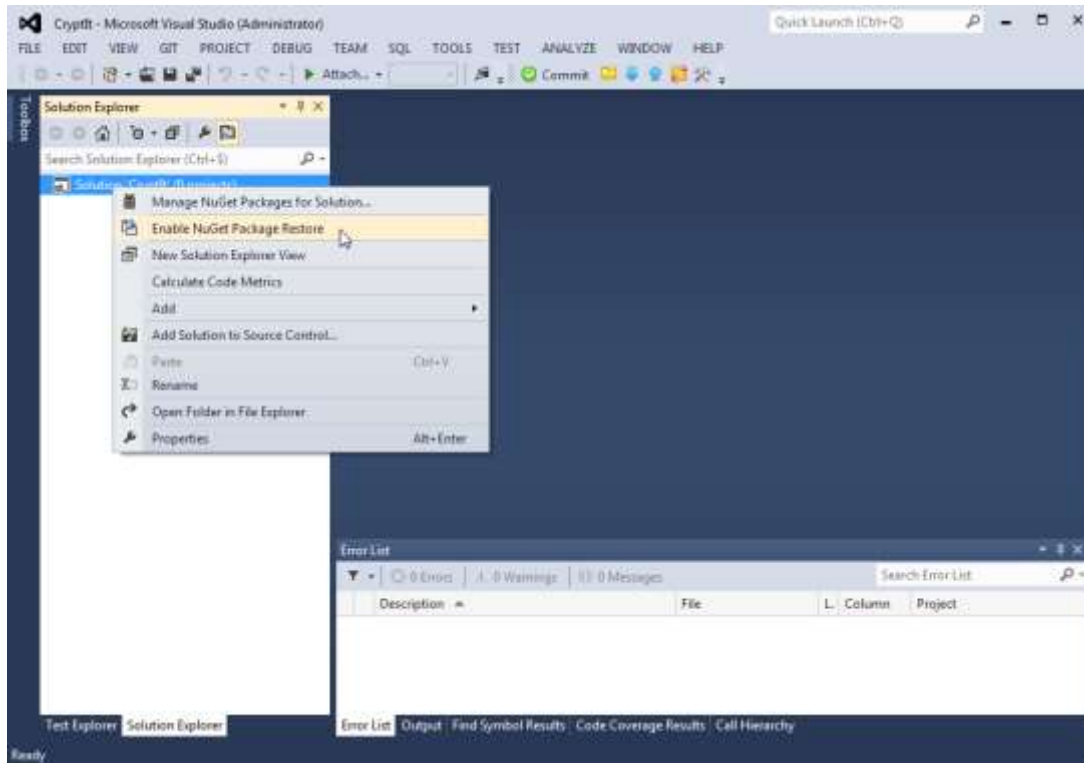 CryptIt - Microsoft Visual Studio (Administrator)
Quick Launch (Ctrl+Q)
FILE EDIT VIEW GIT PROJECT DEBUG TEAM SQL TOOLS TEST ANALYZE WINDOW HELP
Attach...
Commit
Toolbox
Solution Explorer
Search Solution Explorer (Ctrl+$)
Solution 'CryptIt' (0 projects)
Manage NuGet Packages for Solution...
Enable NuGet Package Restore
New Solution Explorer View
Calculate Code Metrics
Add
Add Solution to Source Control...
Paste Ctrl+V
Rename
Open Folder in File Explorer
Properties Alt+Enter
Error List
0 Errors 0 Warnings 0 Messages
Search Error List
Description File L. Column Project
Test Explorer Solution Explorer
Error List Output Find Symbol Results Code Coverage Results Call Hierarchy
Ready